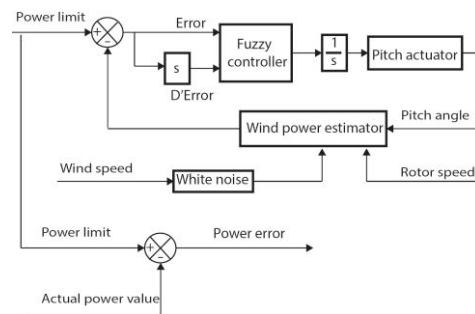 Power limit
Error
+
-
s
D'Error
Fuzzy
controller
1
s
Pitch actuator
Wind power estimator
Pitch angle
Wind speed
White noise
Rotor speed
Power limit
+
-
Power error
Actual power value